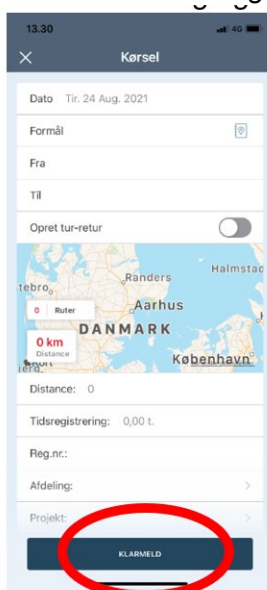 13.30 4G
Kørsel
Dato Tir. 24 Aug. 2021
Formål
Fra
Til
Opret tur-retur
Randers Halmstad
tebro
0 Ruter Aarhus
DANMARK
0 km
Distance
København
Distance: 0
Tidsregistrering: 0,00 t.
Reg.nr.:
Afdeling:
Projekt:
KLARMELD